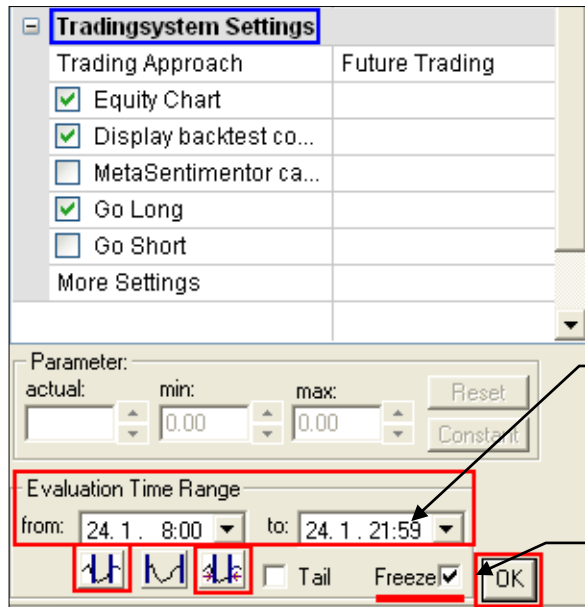 Tradingsystem Settings
Trading Approach Future Trading
Equity Chart
Display backtest co...
MetaSentimentor ca...
Go Long
Go Short
More Settings
Parameter:
actual: min: max: Reset
0.00 0.00 Constant
Evaluation Time Range
from: 24. 1. 8:00 to: 24. 1. 21:59
Tail Freeze OK